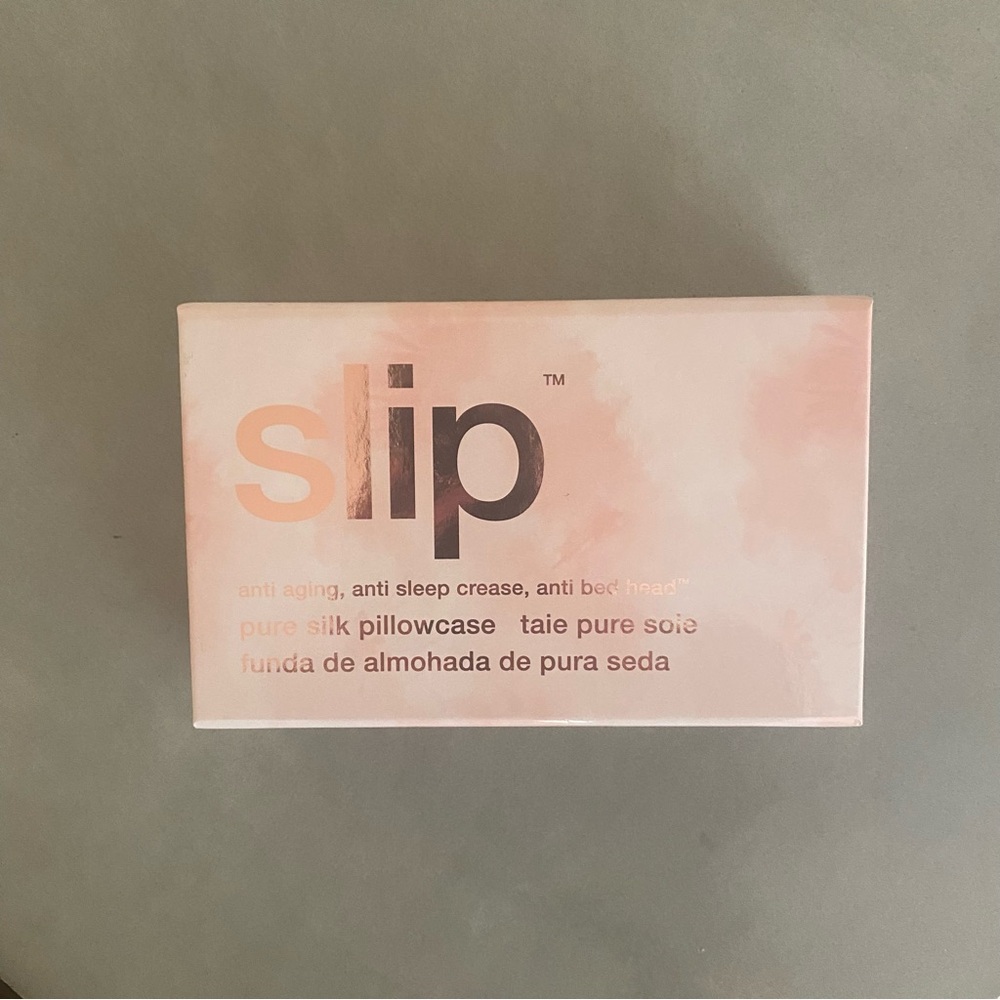 slip™
anti aging, anti sleep crease, anti bed head™
pure silk pillowcase taie pure soie
funda de almohada de pura seda